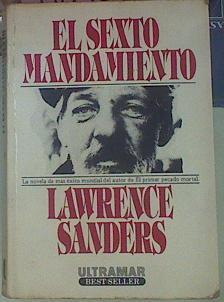 EL SEXTO
MANDAMIENTO
La novela de mas éxito mundial del autor de El primer pecado mortal.
LAWRENCE
SANDERS
ULTRAMAR
BEST SELLER